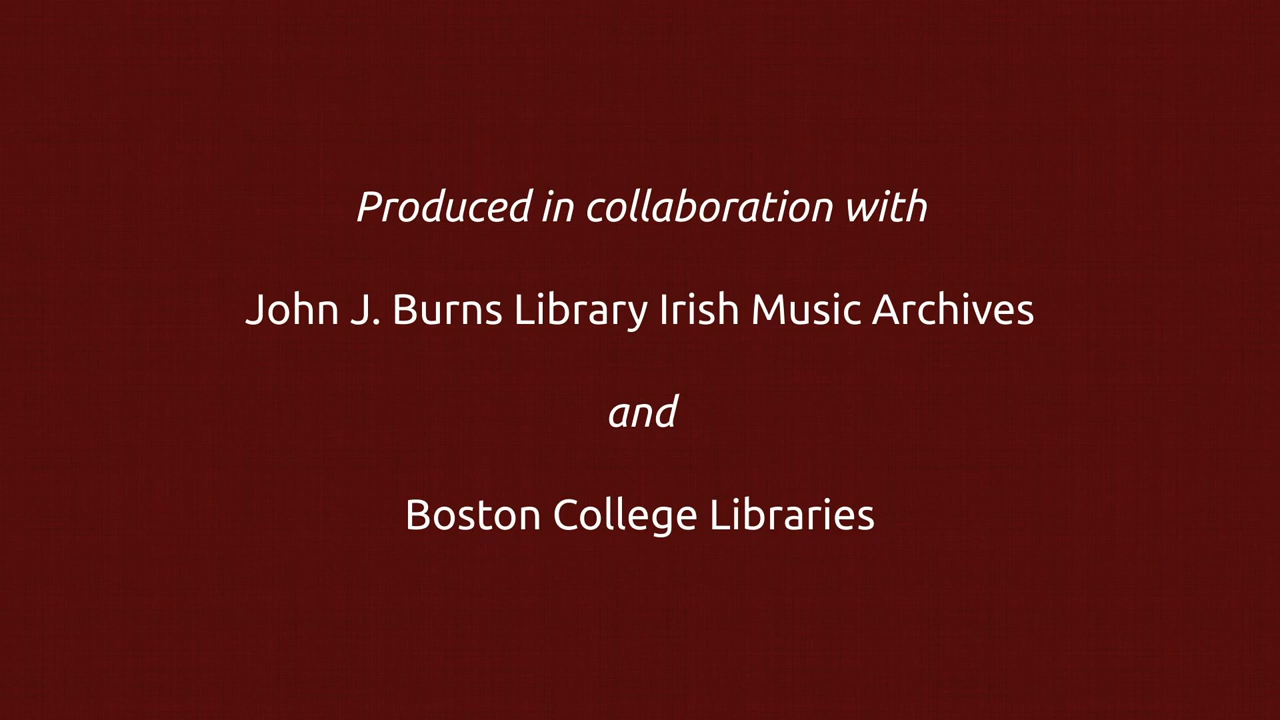 Produced in collaboration with
John J. Burns Library Irish Music Archives
and
Boston College Libraries